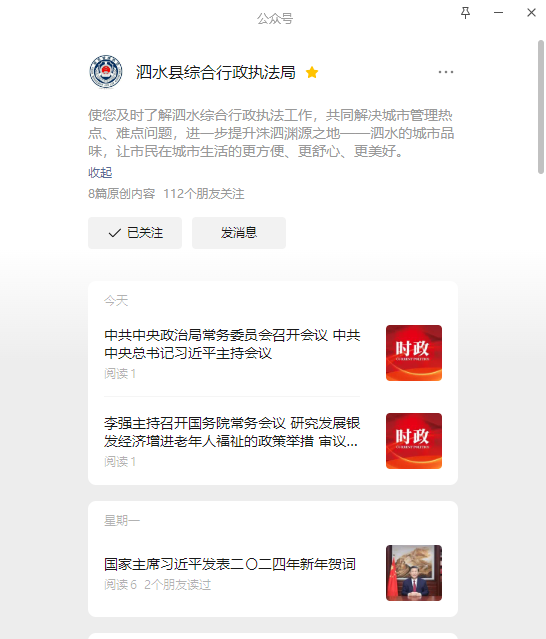 公众号
泗水县综合行政执法局
使您及时了解泗水综合行政执法工作，共同解决城市管理热
点、难点问题，进一步提升洙泗渊源之地——泗水的城市品
味，让市民在城市生活的更方便、更舒心、更美好。
收起
8篇原创内容 112个朋友关注
已关注 发消息
今天
中共中央政治局常务委员会召开会议 中共
中央总书记习近平主持会议
阅读 1
时政
李强主持召开国务院常务会议 研究发展银
发经济增进老年人福祉的政策举措 审议...
阅读 1
时政
星期一
国家主席习近平发表二〇二四年新年贺词
阅读 6 2个朋友读过